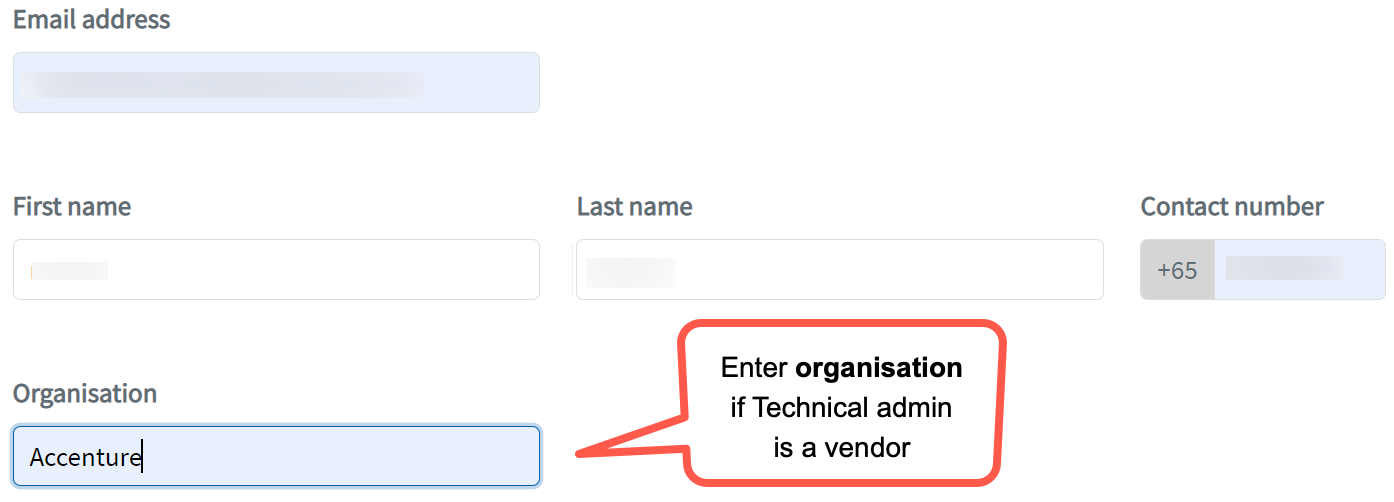 Email address
First name
Last name
Contact number
+65
Organisation
Accenture
Enter organisation
if Technical admin
is a vendor